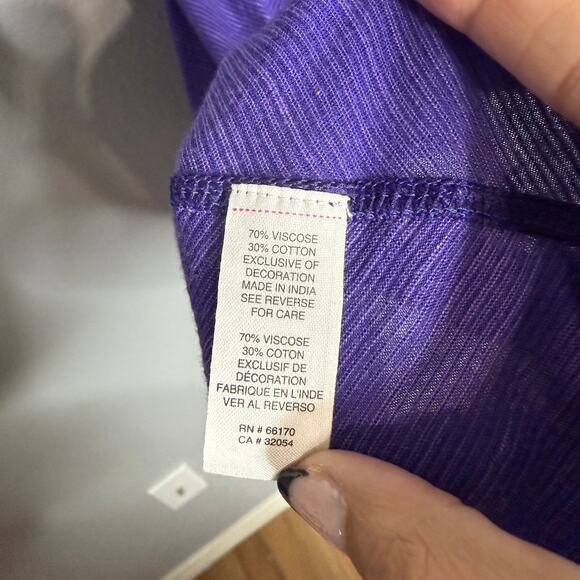 70% VISCOSE
30% COTTON
EXCLUSIVE OF
DECORATION
MADE IN INDIA
SEE REVERSE
FOR CARE
70% VISCOSE
30% COTON
EXCLUSIF DE
DÉCORATION
FABRIQUE EN L'INDE
VER AL REVERSO
RN # 66170
CA # 32054